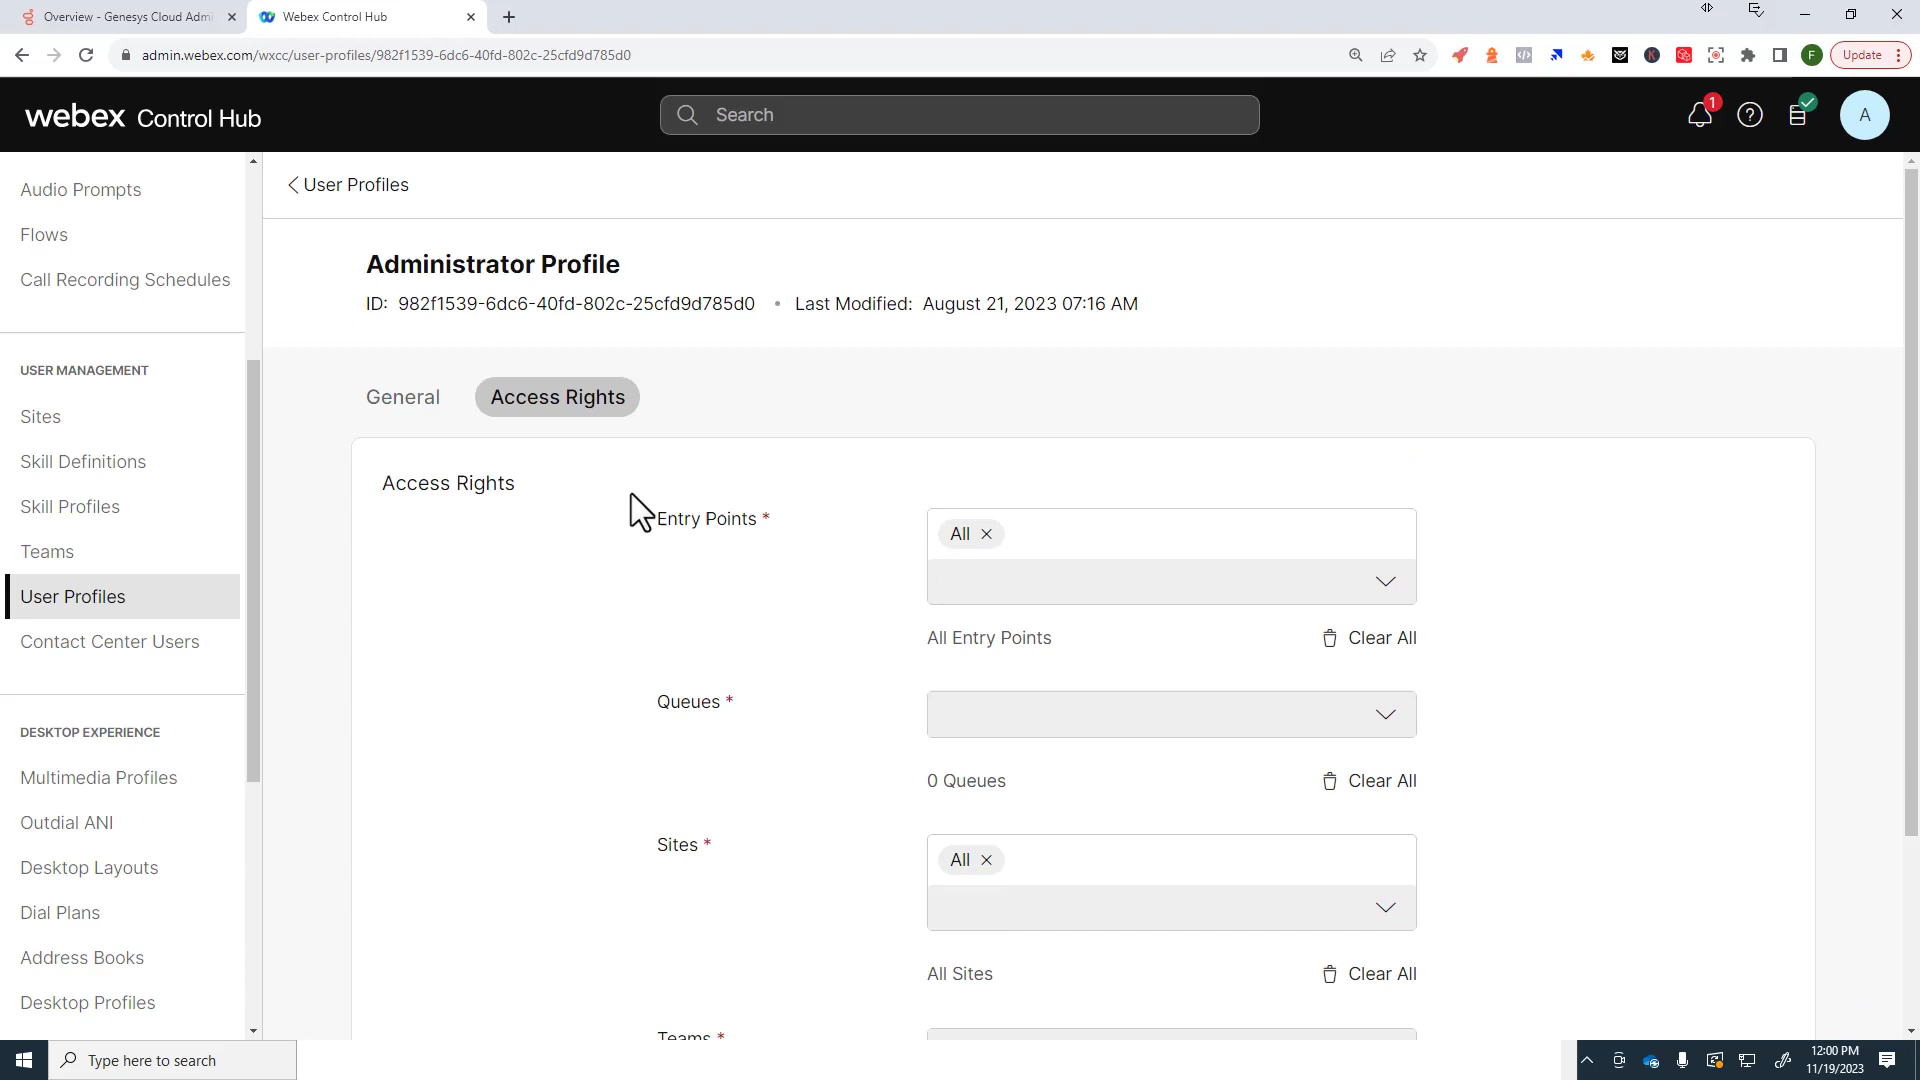 Overview - Genesys Cloud Admi
Webex Control Hub
admin.webex.com/wxcc/user-profiles/982f1539-6dc6-40fd-802c-25cfd9d785d0
F
Update
webex Control Hub
Search
1
A
Audio Prompts
Flows
Call Recording Schedules
USER MANAGEMENT
Sites
Skill Definitions
Skill Profiles
Teams
User Profiles
Contact Center Users
DESKTOP EXPERIENCE
Multimedia Profiles
Outdial ANI
Desktop Layouts
Dial Plans
Address Books
Desktop Profiles
User Profiles
Administrator Profile
ID: 982f1539-6dc6-40fd-802c-25cfd9d785d0 • Last Modified: August 21, 2023 07:16 AM
General
Access Rights
Access Rights
Entry Points *
All
All Entry Points
Clear All
Queues *
0 Queues
Clear All
Sites *
All
All Sites
Clear All
Teams *
Type here to search
12:00 PM
11/19/2023